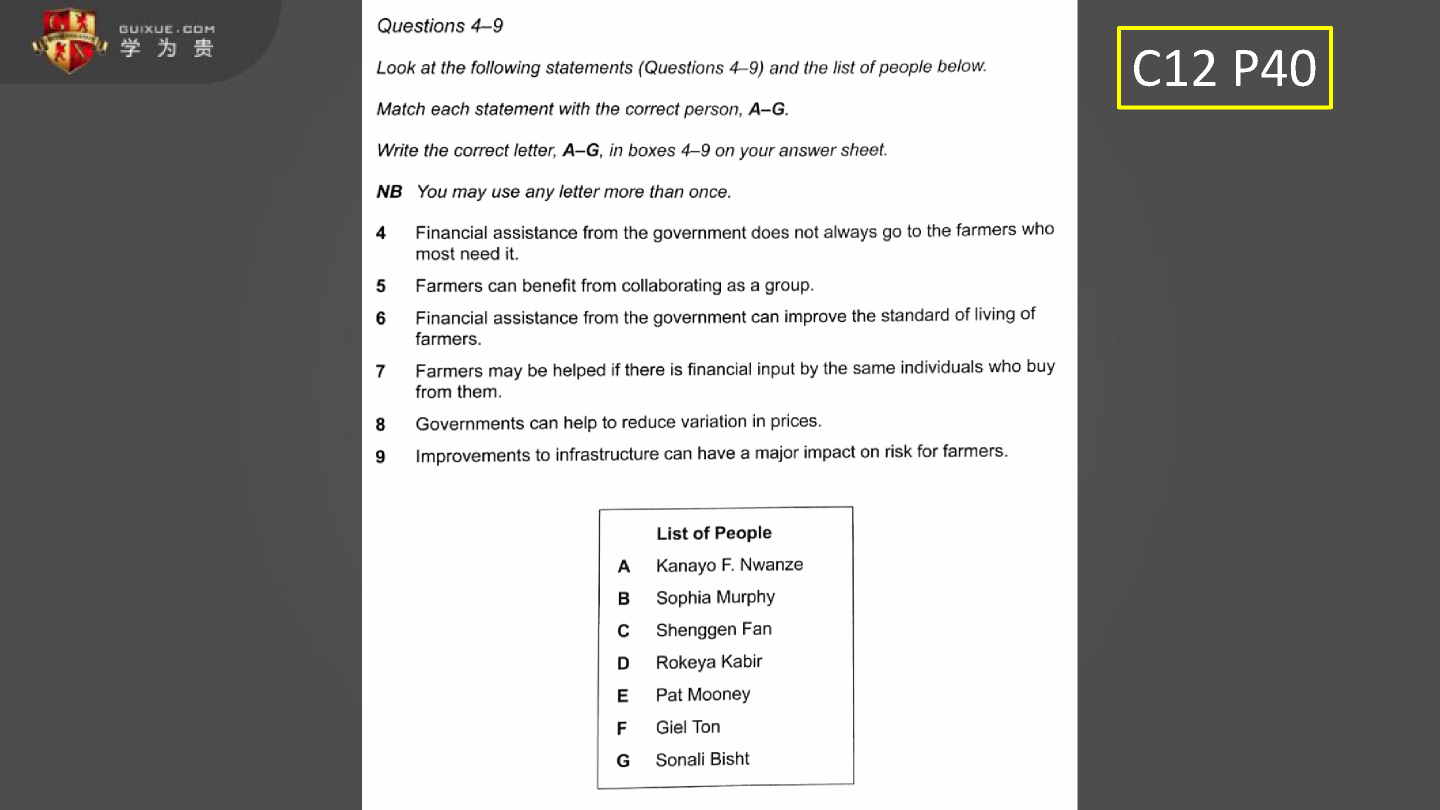 GUIXUE.COM
学为贵
C12 P40
Questions 4–9
Look at the following statements (Questions 4–9) and the list of people below.
Match each statement with the correct person, A–G.
Write the correct letter, A–G, in boxes 4–9 on your answer sheet.
NB You may use any letter more than once.
4 Financial assistance from the government does not always go to the farmers who
most need it.
5 Farmers can benefit from collaborating as a group.
6 Financial assistance from the government can improve the standard of living of
farmers.
7 Farmers may be helped if there is financial input by the same individuals who buy
from them.
8 Governments can help to reduce variation in prices.
9 Improvements to infrastructure can have a major impact on risk for farmers.
List of People
A Kanayo F. Nwanze
B Sophia Murphy
C Shenggen Fan
D Rokeya Kabir
E Pat Mooney
F Giel Ton
G Sonali Bisht